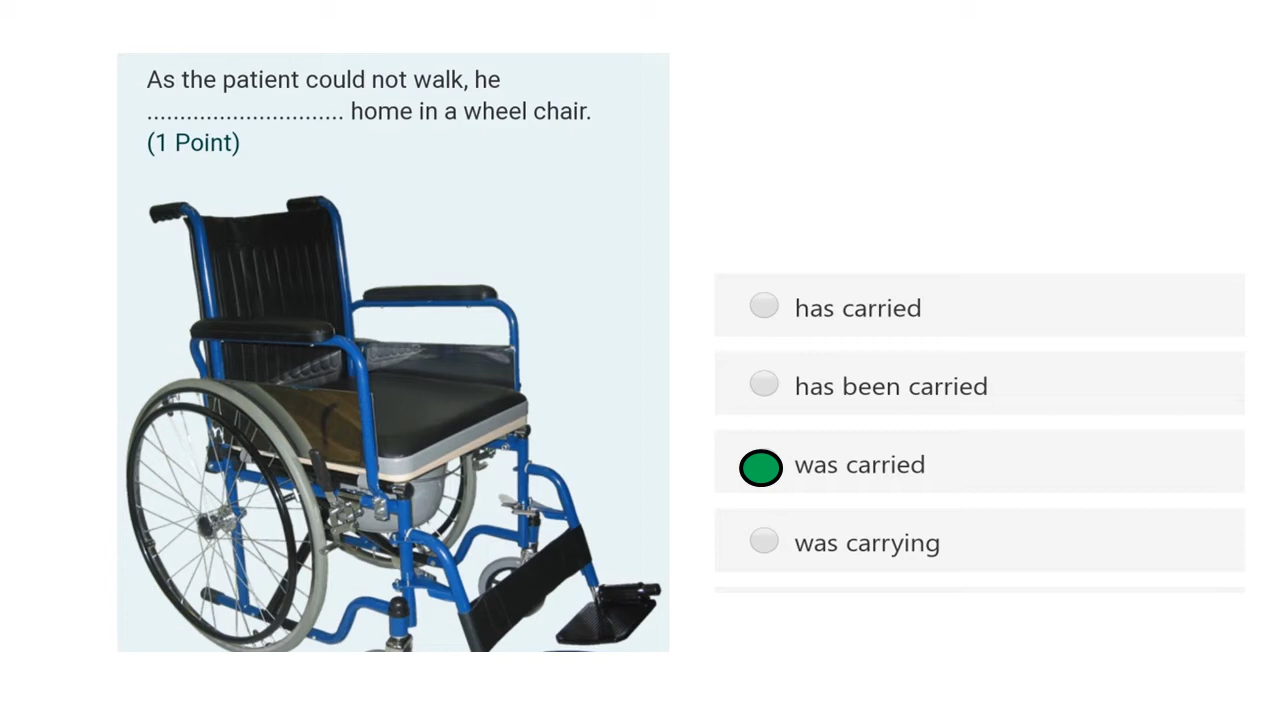 As the patient could not walk, he
.............................. home in a wheel chair.
(1 Point)
has carried
has been carried
was carried
was carrying